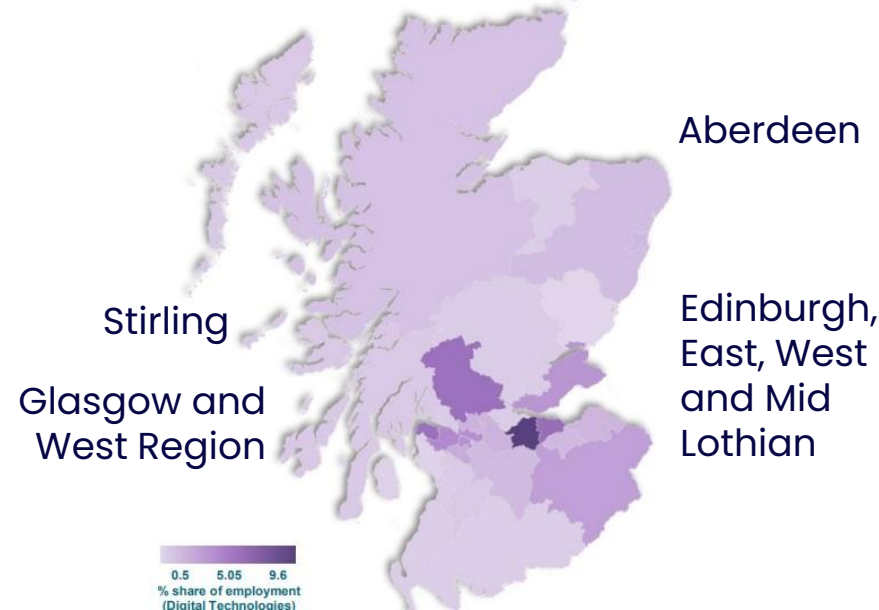 Aberdeen
Stirling
Edinburgh,
East, West
and Mid
Lothian
Glasgow and
West Region
0.5 5.05 9.6
% share of employment
(Digital Technologies)